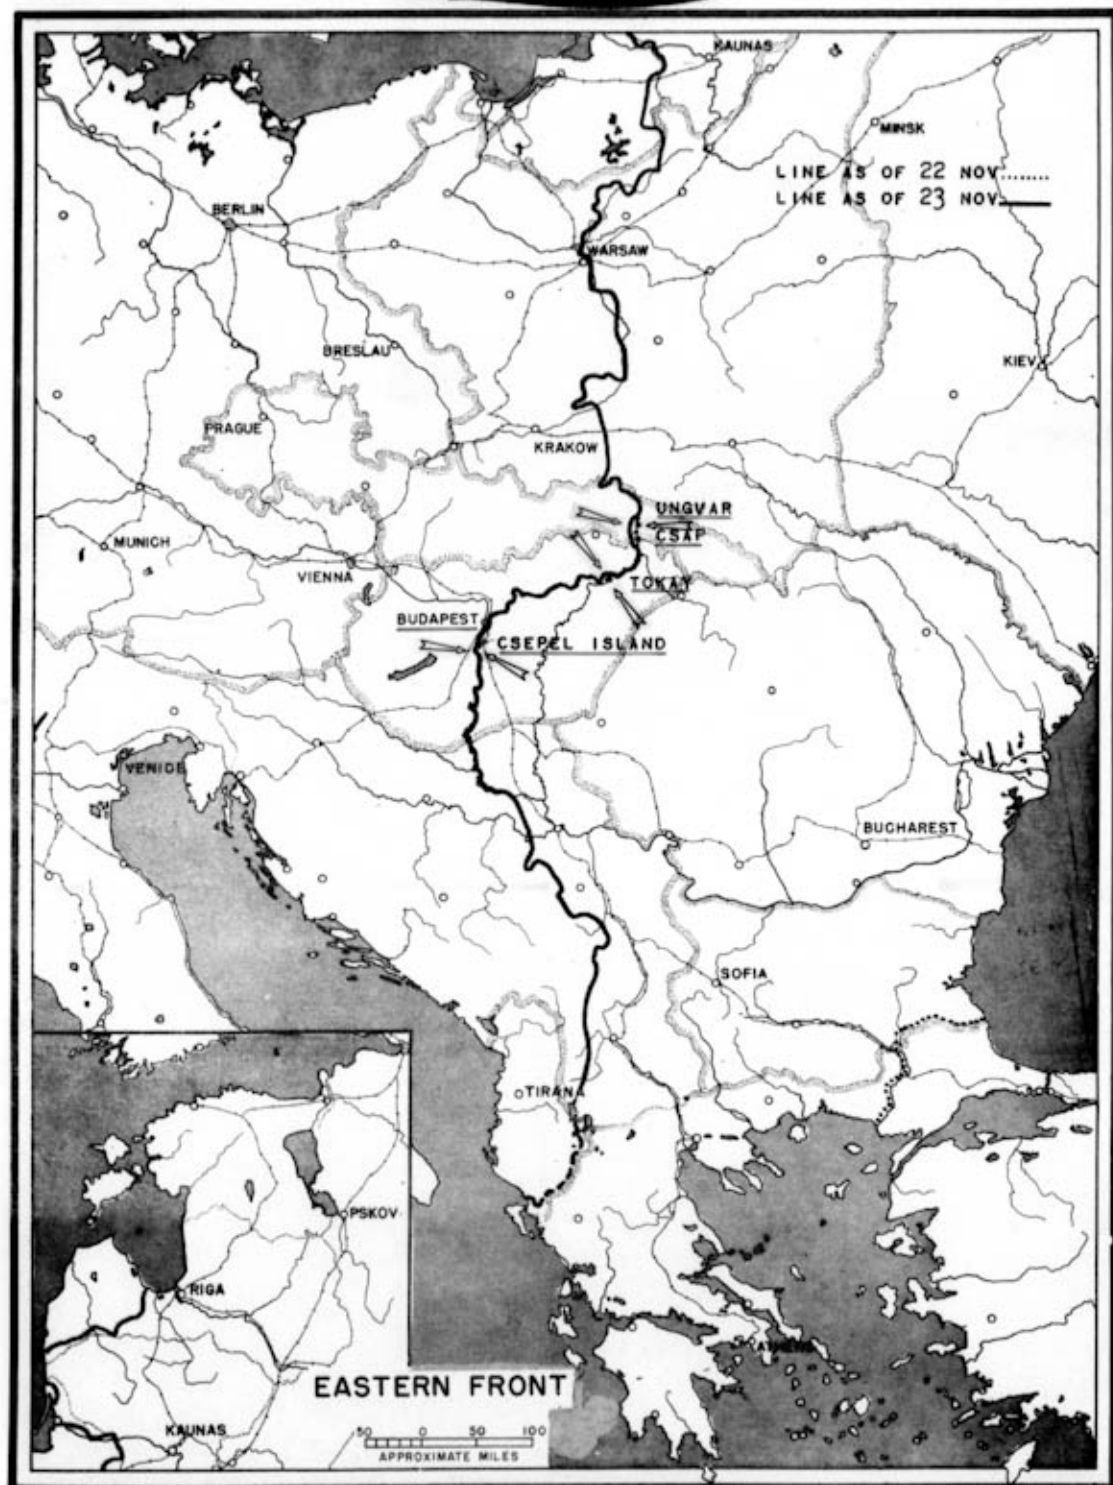 KAUNAS
MINSK
LINE AS OF 22 NOV........
LINE AS OF 23 NOV
BERLIN
WARSAW
BRESLAU
KIEV
PRAGUE
KRAKOW
UNGVAR
MUNICH
CSAP
VIENNA
TOKAY
BUDAPEST
CSEPEL ISLAND
VENICE
BUCHAREST
SOFIA
TIRANA
PSKOV
RIGA
ATHENS
EASTERN FRONT
KAUNAS
50 0 50 100
APPROXIMATE MILES